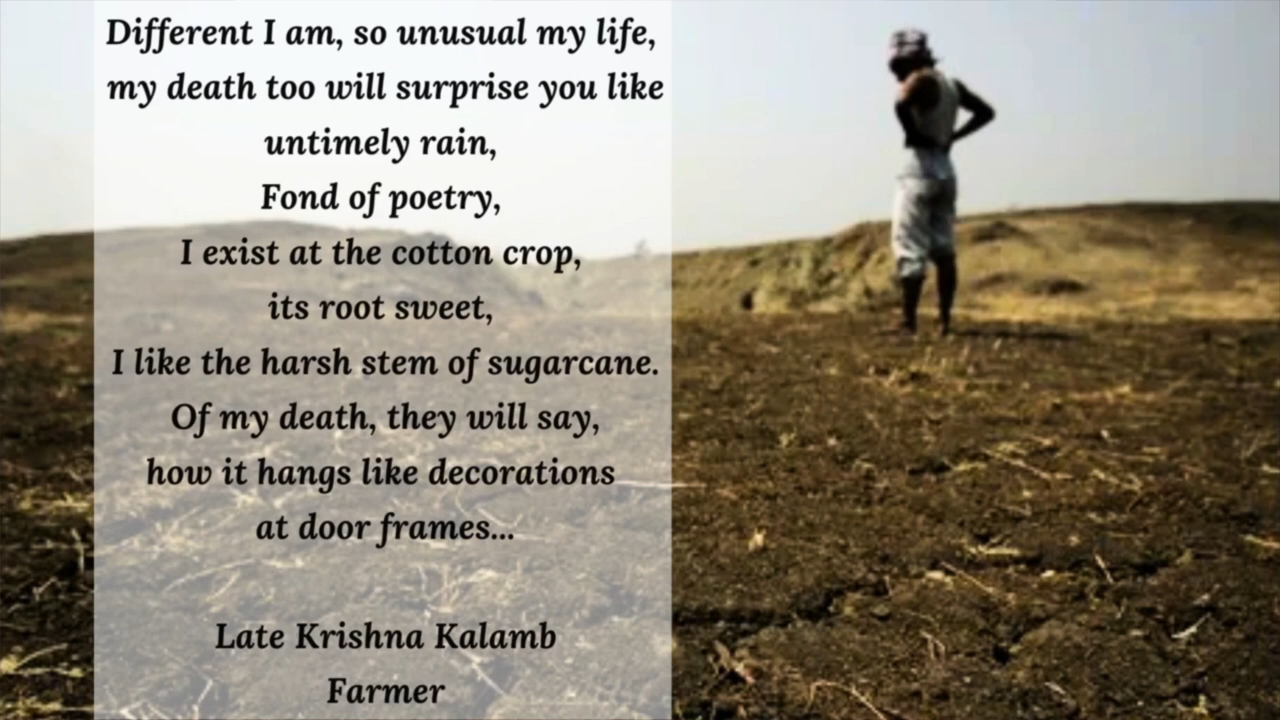 Different I am, so unusual my life,
my death too will surprise you like
untimely rain,
Fond of poetry,
I exist at the cotton crop,
its root sweet,
I like the harsh stem of sugarcane.
Of my death, they will say,
how it hangs like decorations
at door frames...
Late Krishna Kalamb
Farmer